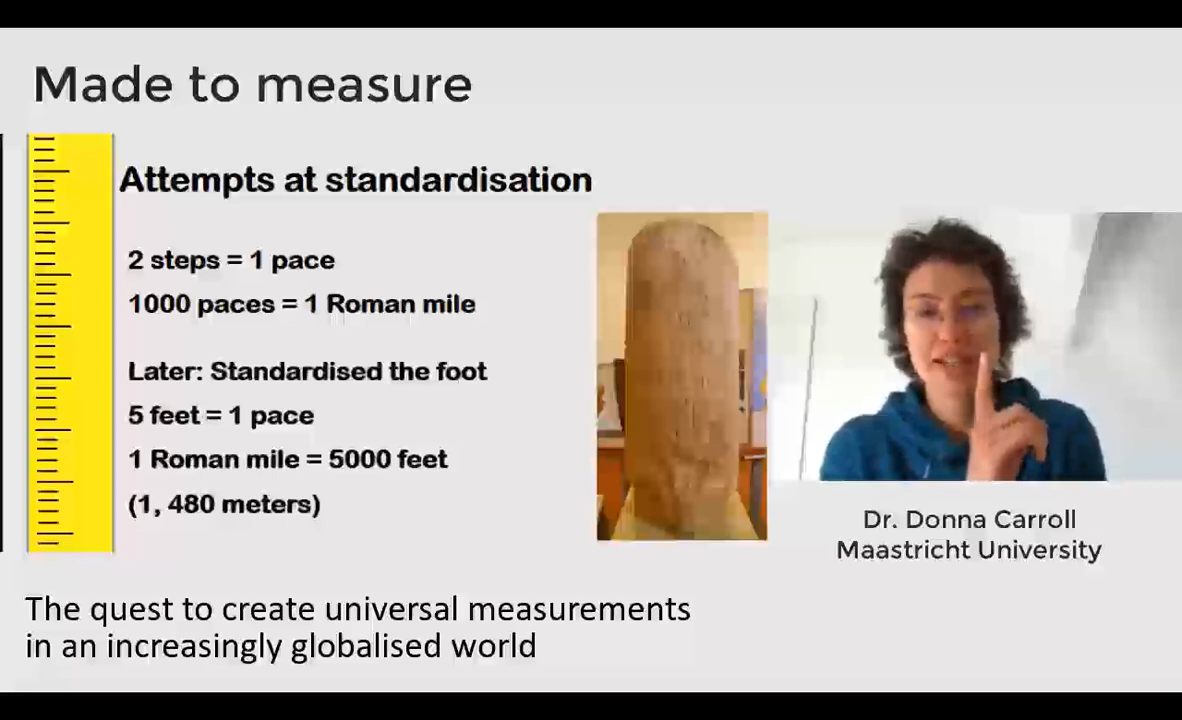 Made to measure
Attempts at standardisation
2 steps = 1 pace
1000 paces = 1 Roman mile
Later: Standardised the foot
5 feet = 1 pace
1 Roman mile = 5000 feet
(1, 480 meters)
Dr. Donna Carroll
Maastricht University
The quest to create universal measurements
in an increasingly globalised world